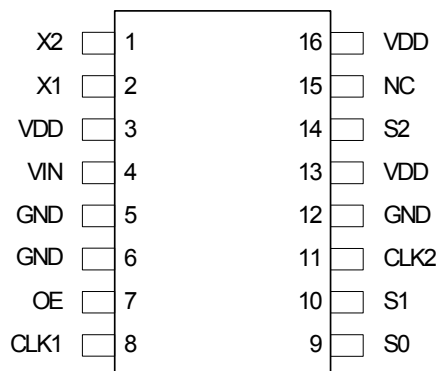 X2 1 16 VDD
X1 2 15 NC
VDD 3 14 S2
VIN 4 13 VDD
GND 5 12 GND
GND 6 11 CLK2
OE 7 10 S1
CLK1 8 9 S0